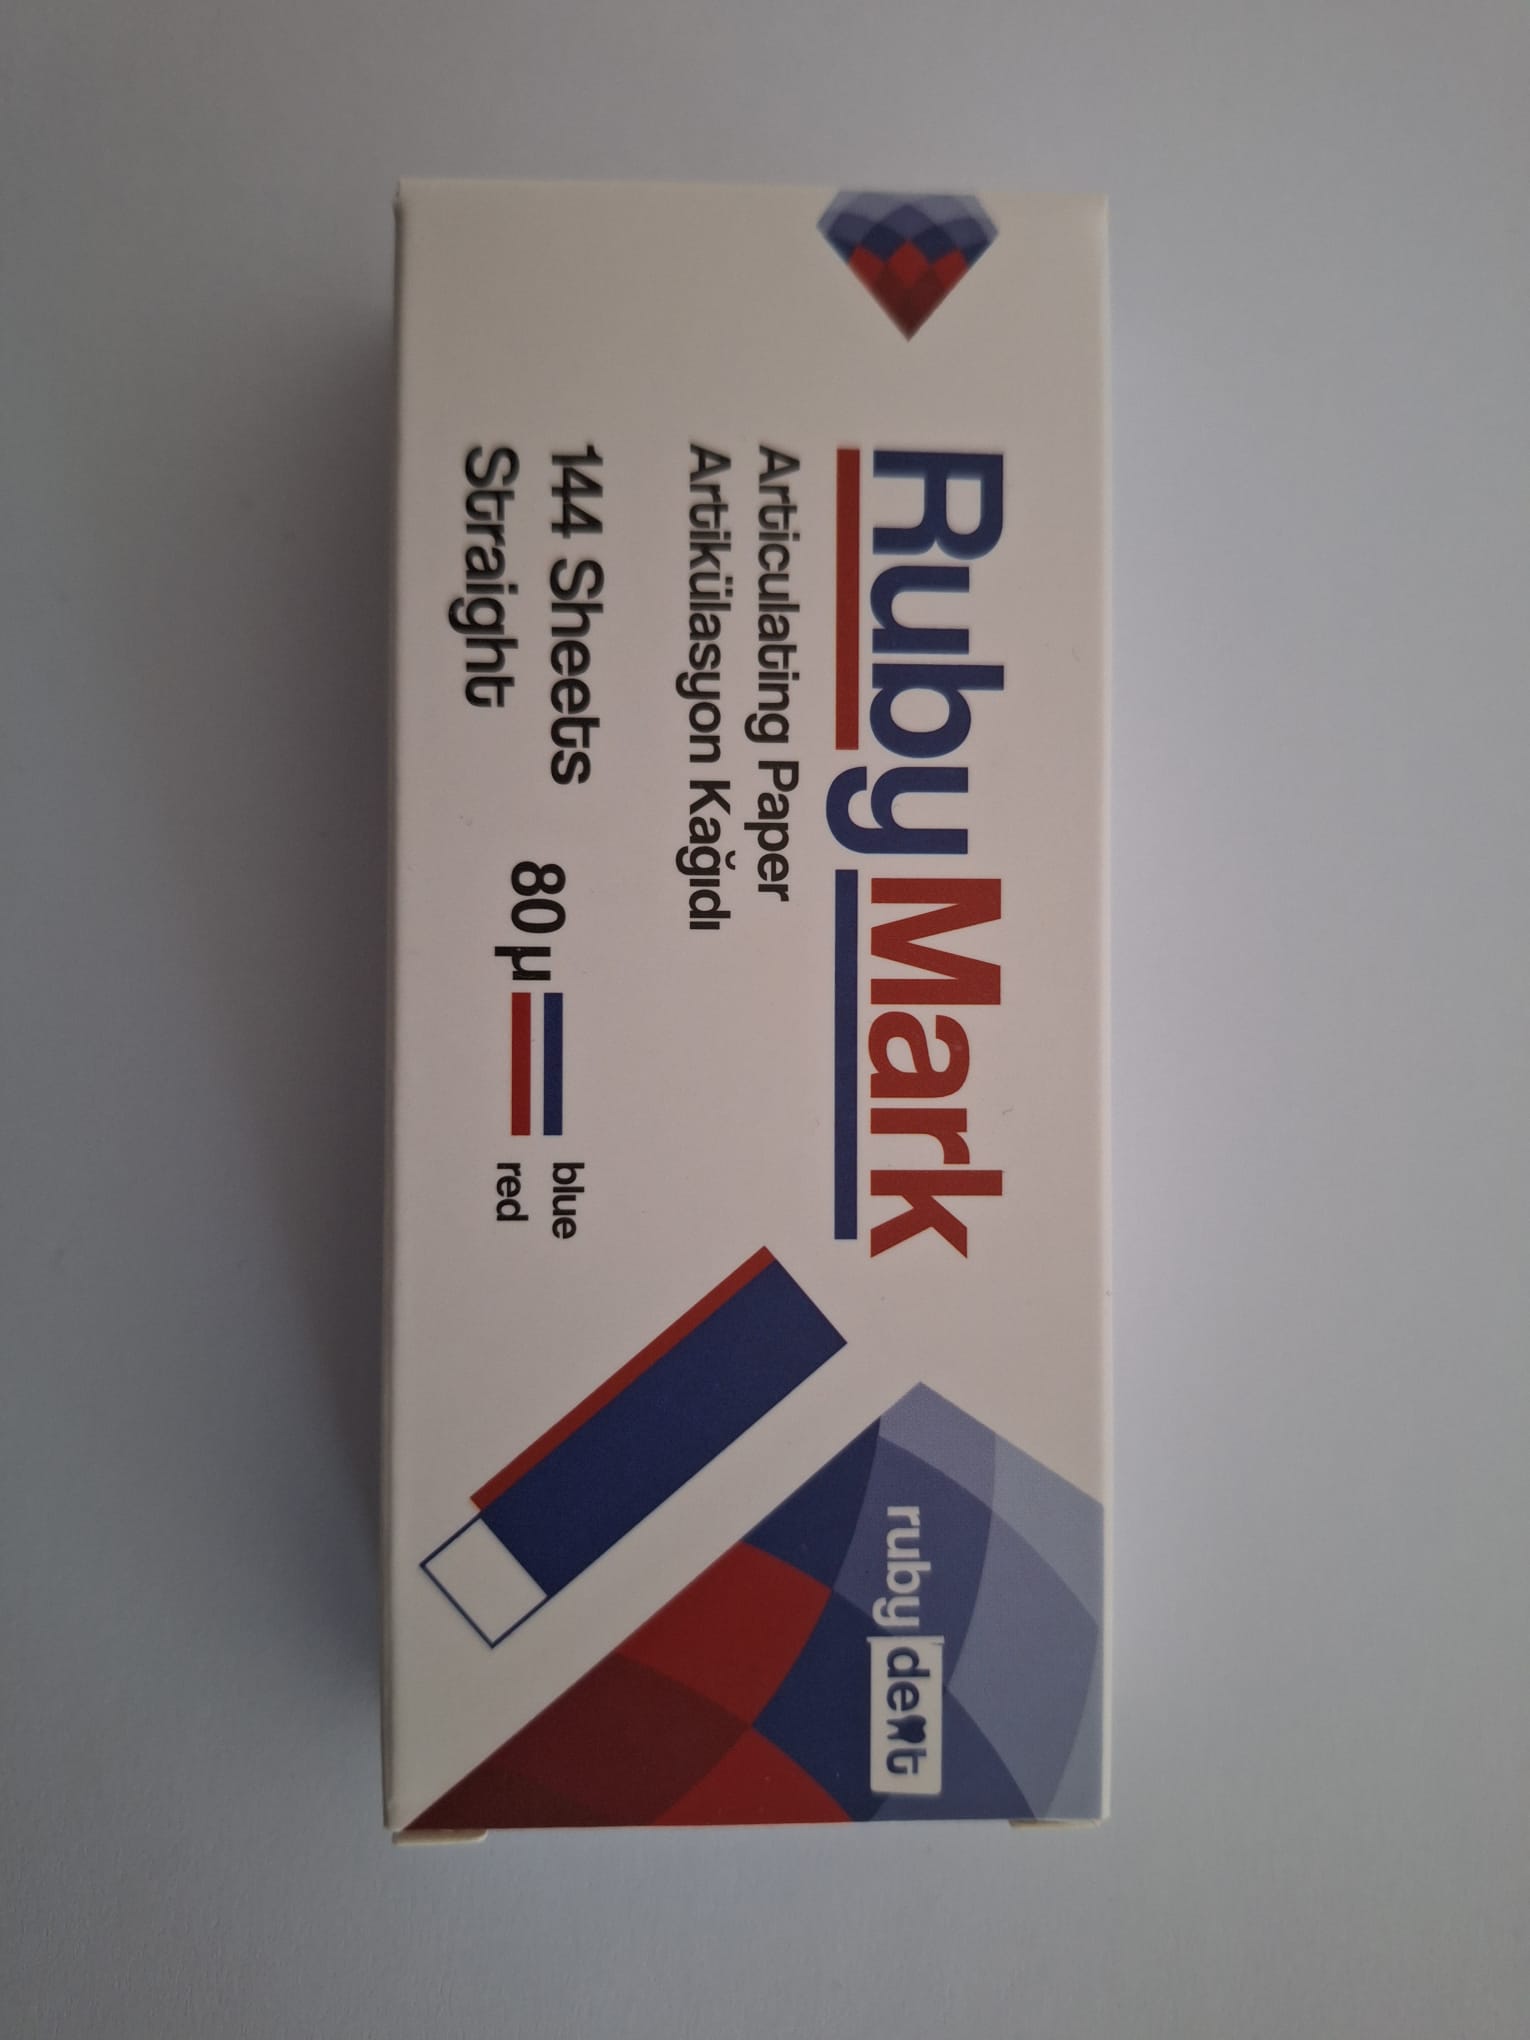 RubyMark
Articulating Paper
Artikülasyon Kağıdı
144 Sheets
Straight
80 µ
blue
red
rubydent